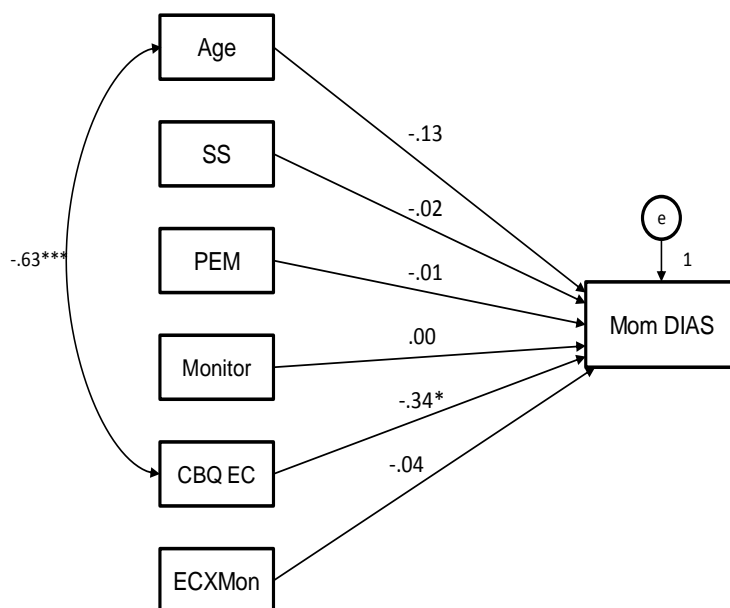 Age
-.13
SS
-.02
e
-.63***
PEM
-.01
1
Mom DIAS
.00
Monitor
-.34*
CBQ EC
-.04
ECXMon